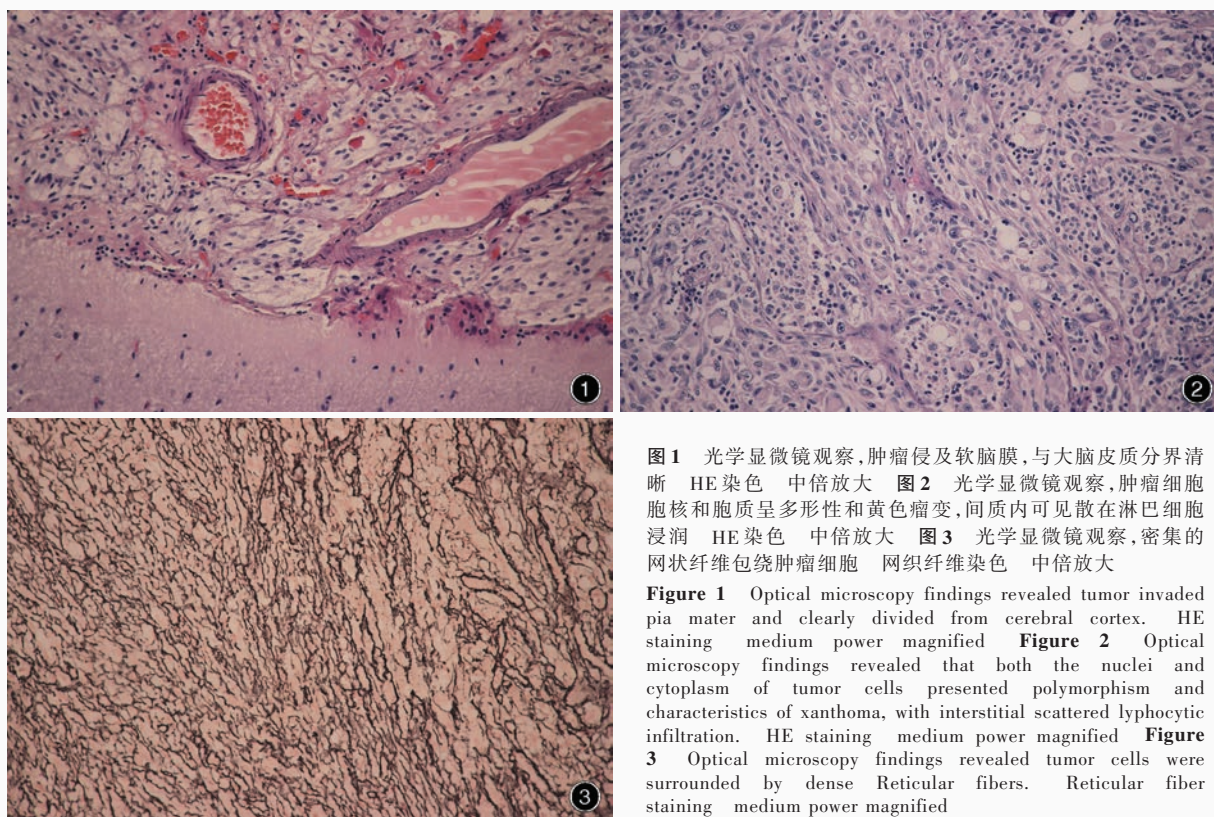 1
2
3
图1 光学显微镜观察,肿瘤侵及软脑膜,与大脑皮质分界清
晰 HE染色 中倍放大 图2 光学显微镜观察,肿瘤细胞
胞核和胞质呈多形性和黄色瘤变,间质内可见散在淋巴细胞
浸润 HE染色 中倍放大 图3 光学显微镜观察,密集的
网状纤维包绕肿瘤细胞 网织纤维染色 中倍放大
Figure 1 Optical microscopy findings revealed tumor invaded
pia mater and clearly divided from cerebral cortex. HE
staining medium power magnified Figure 2 Optical
microscopy findings revealed that both the nuclei and
cytoplasm of tumor cells presented polymorphism and
characteristics of xanthoma, with interstitial scattered lyphocytic
infiltration. HE staining medium power magnified Figure
3 Optical microscopy findings revealed tumor cells were
surrounded by dense Reticular fibers. Reticular fiber
staining medium power magnified